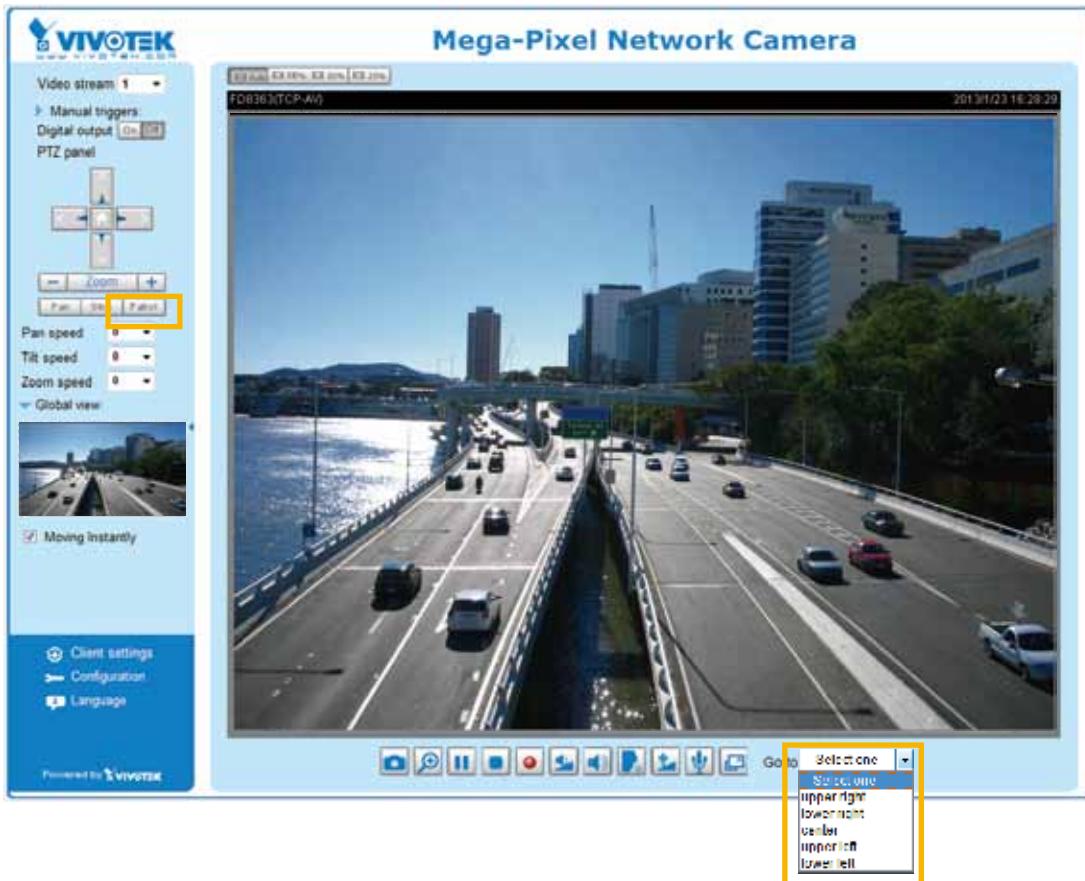 VIVOTEK
Mega-Pixel Network Camera
Video stream 1
Manual triggers:
Digital output On Off
PTZ panel
Zoom
Pan Stop Patrol
Pan speed 0
Tilt speed 0
Zoom speed 0
Global view
Moving Instantly
Client settings
Configuration
Language
Powered by VIVOTEK
FD8363(TCP-AV)
2013/1/23 16:28:29
Go to Select one
Select one
upper right
lower right
center
upper left
lower left